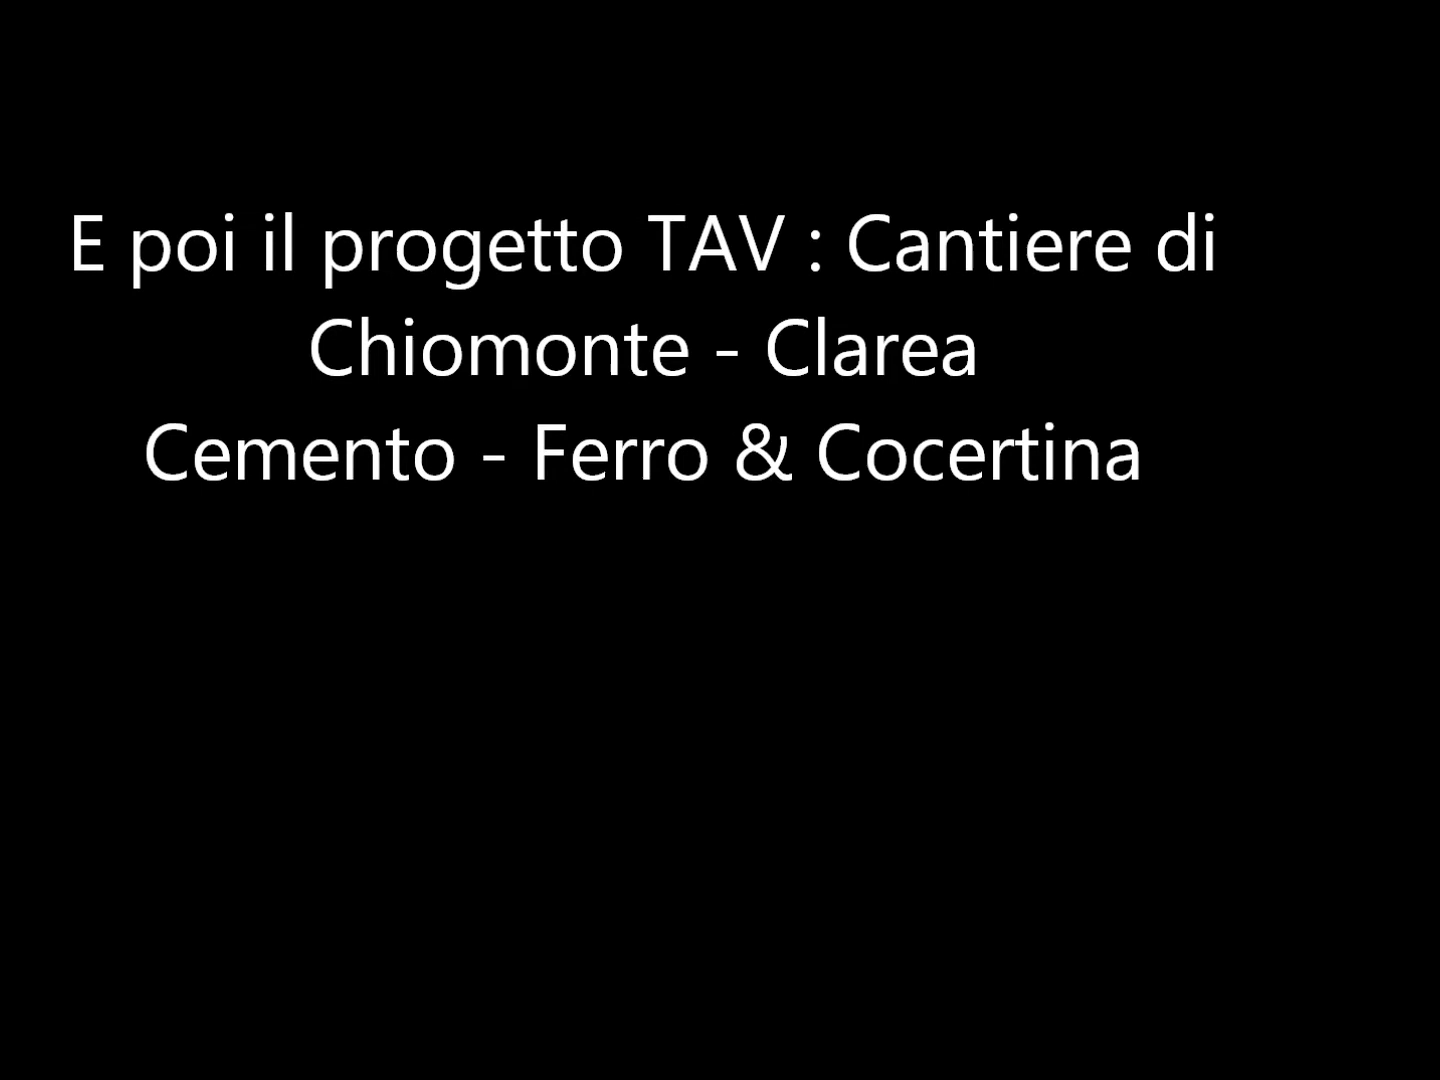 E poi il progetto TAV : Cantiere di
Chiomonte - Clarea
Cemento - Ferro & Cocertina